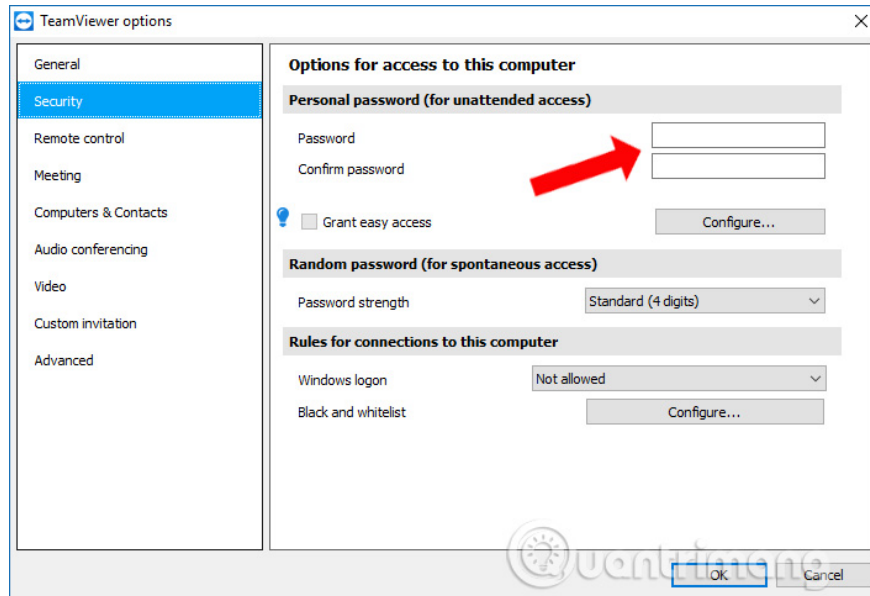 TeamViewer options
General
Security
Remote control
Meeting
Computers & Contacts
Audio conferencing
Video
Custom invitation
Advanced
Options for access to this computer
Personal password (for unattended access)
Password
Confirm password
Grant easy access
Configure...
Random password (for spontaneous access)
Password strength
Standard (4 digits)
Rules for connections to this computer
Windows logon
Not allowed
Black and whitelist
Configure...
Quantrimang
OK
Cancel